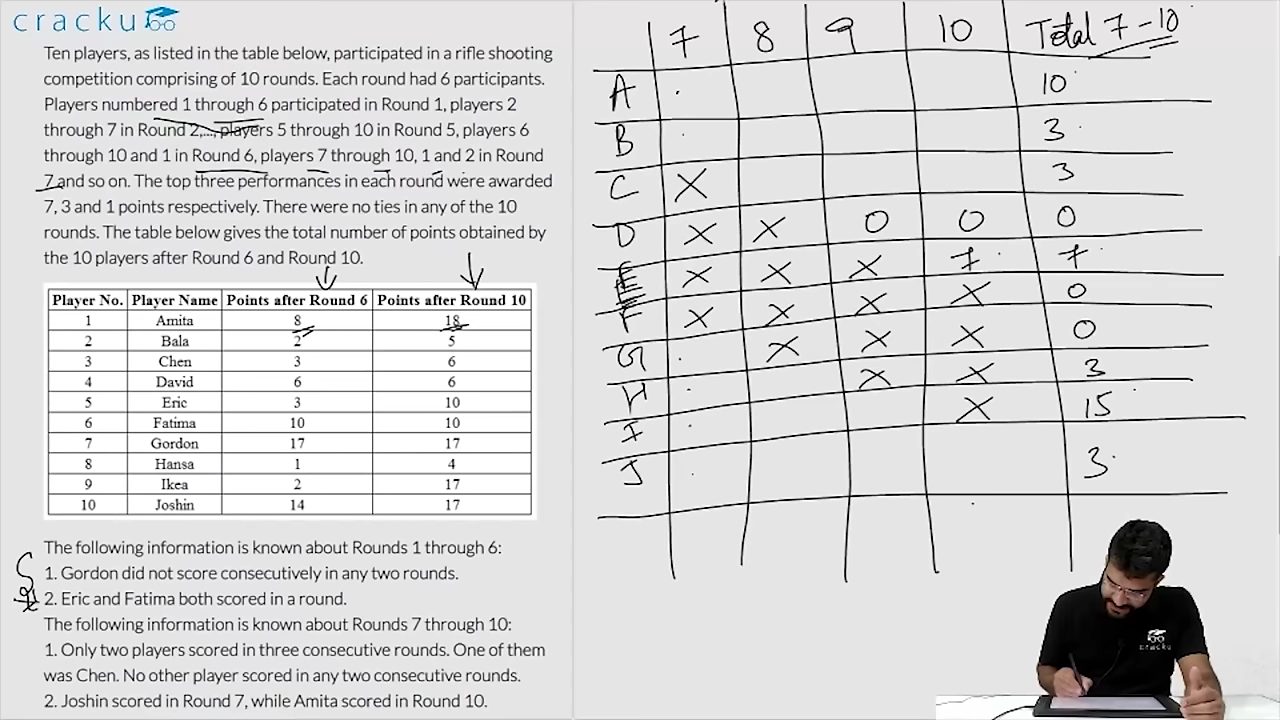 cracku
Ten players, as listed in the table below, participated in a rifle shooting
competition comprising of 10 rounds. Each round had 6 participants.
Players numbered 1 through 6 participated in Round 1, players 2
through 7 in Round 2,..., players 5 through 10 in Round 5, players 6
through 10 and 1 in Round 6, players 7 through 10, 1 and 2 in Round
7 and so on. The top three performances in each round were awarded
7, 3 and 1 points respectively. There were no ties in any of the 10
rounds. The table below gives the total number of points obtained by
the 10 players after Round 6 and Round 10.
Player No. Player Name Points after Round 6 Points after Round 10
1 Amita 8 18
2 Bala 2 5
3 Chen 3 6
4 David 6 6
5 Eric 3 10
6 Fatima 10 10
7 Gordon 17 17
8 Hansa 1 4
9 Ikea 2 17
10 Joshin 14 17
The following information is known about Rounds 1 through 6:
1. Gordon did not score consecutively in any two rounds.
2. Eric and Fatima both scored in a round.
The following information is known about Rounds 7 through 10:
1. Only two players scored in three consecutive rounds. One of them
was Chen. No other player scored in any two consecutive rounds.
2. Joshin scored in Round 7, while Amita scored in Round 10.
7 8 9 10 Total 7-10
A 10
B 3
C X 3
D X X 0 0 0
E X X X 7 7
F X X X X 0
G X X X 0
H X X 3
I X 15
J 3
cracku